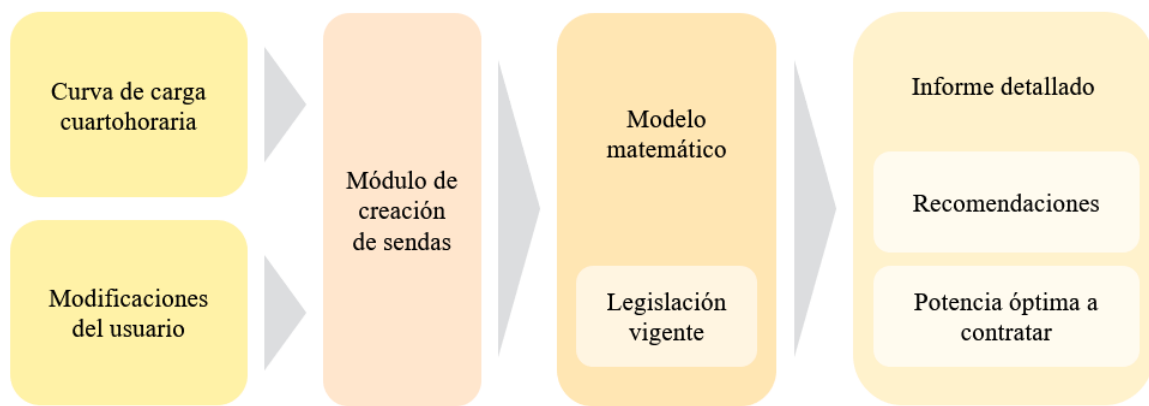 Curva de carga
cuartohoraria
Modificaciones
del usuario
Módulo de
creación
de sendas
Modelo
matemático
Legislación
vigente
Informe detallado
Recomendaciones
Potencia óptima a
contratar